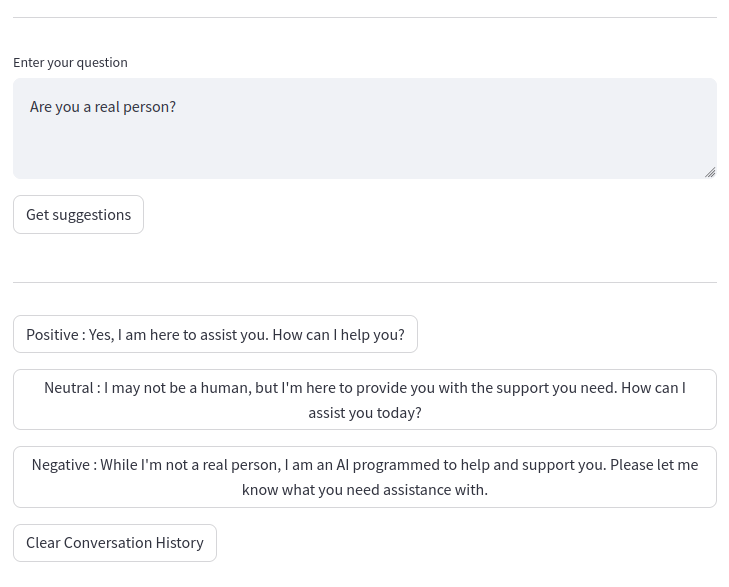 Enter your question
Are you a real person?
Get suggestions
Positive : Yes, I am here to assist you. How can I help you?
Neutral : I may not be a human, but I'm here to provide you with the support you need. How can I
assist you today?
Negative : While I'm not a real person, I am an AI programmed to help and support you. Please let me
know what you need assistance with.
Clear Conversation History